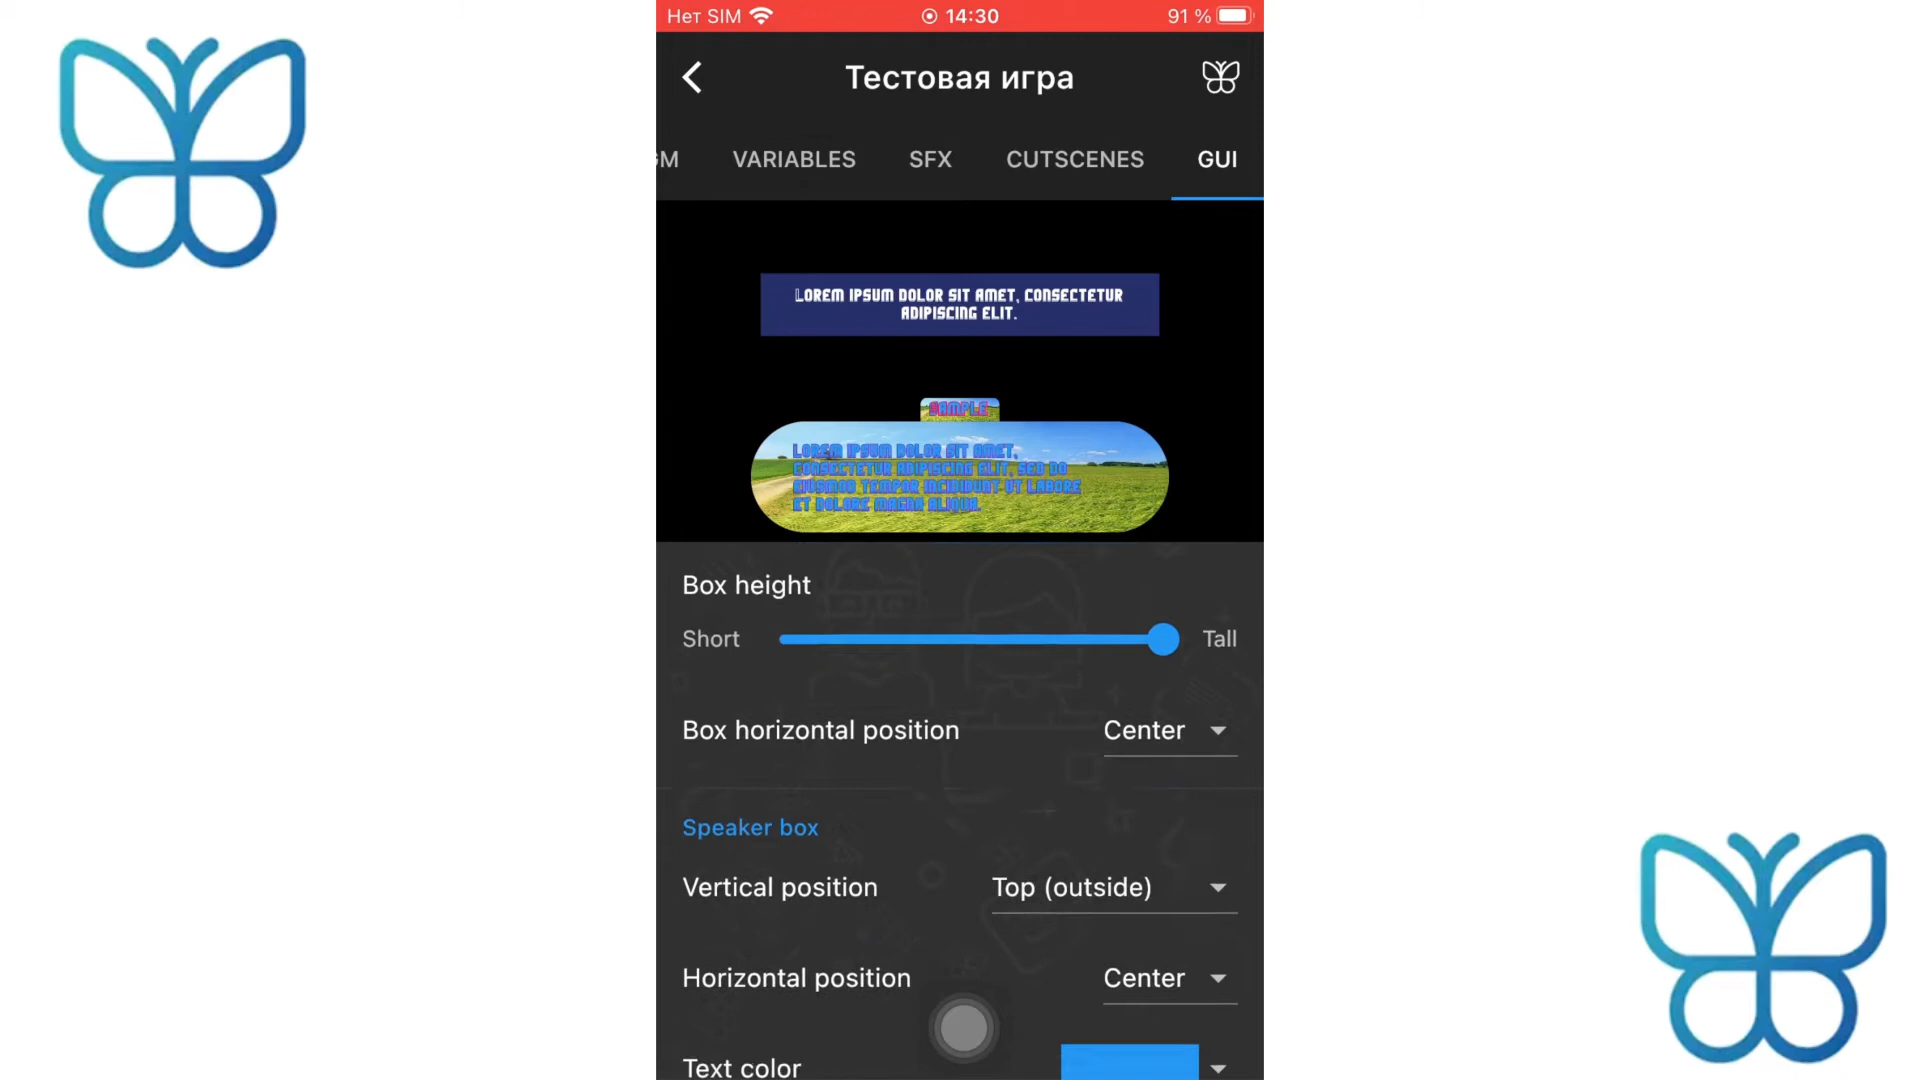 Нет SIM 14:30 91 %
Тестовая игра
GM VARIABLES SFX CUTSCENES GUI
LOREM IPSUM DOLOR SIT AMET, CONSECTETUR
ADIPISCING ELIT.
SAMPLE
LOREM IPSUM DOLOR SIT AMET,
CONSECTETUR ADIPISCING ELIT, SED DO
EIUSMOD TEMPOR INCIDIDUNT UT LABORE
ET DOLORE MAGNA ALIQUA.
Box height
Short Tall
Box horizontal position Center
Speaker box
Vertical position Top (outside)
Horizontal position Center
Text color